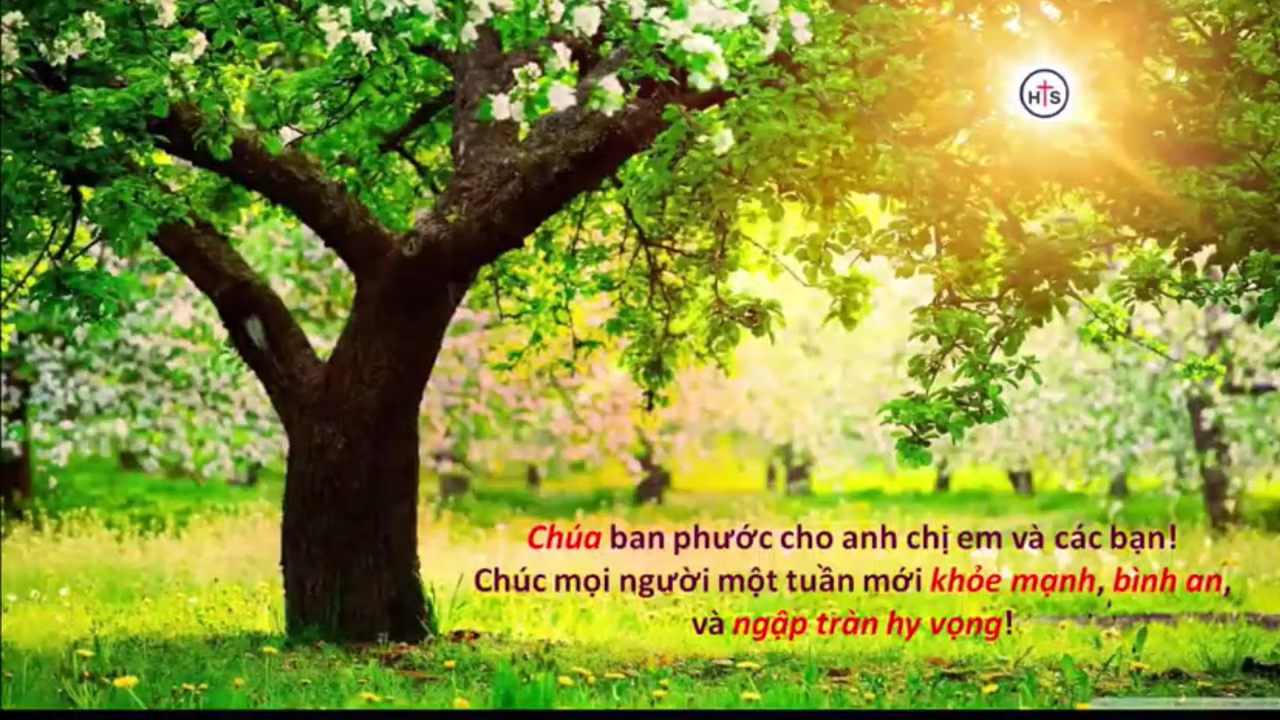 HTS
Chúa ban phước cho anh chị em và các bạn!
Chúc mọi người một tuần mới khỏe mạnh, bình an,
và ngập tràn hy vọng!